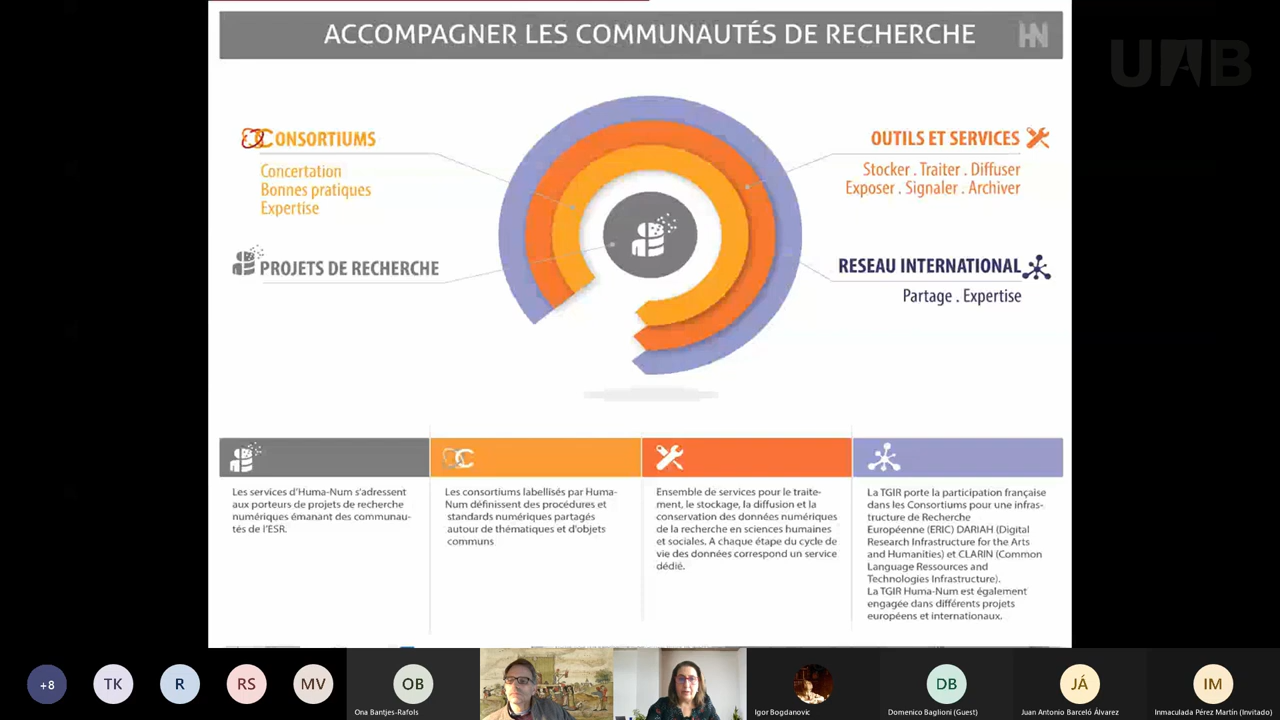 ACCOMPAGNER LES COMMUNAUTÉS DE RECHERCHE
HN
UAB
CONSORTIUMS
Concertation
Bonnes pratiques
Expertise
PROJETS DE RECHERCHE
OUTILS ET SERVICES
Stocker . Traiter . Diffuser
Exposer . Signaler . Archiver
RESEAU INTERNATIONAL
Partage . Expertise
Les services d'Huma-Num s'adressent
aux porteurs de projets de recherche
numériques émanant des communau-
tés de l'ESR.
Les consortiums labellisés par Huma-
Num définissent des procédures et
standards numériques partagés
autour de thématiques et d'objets
communs
Ensemble de services pour le traite-
ment, le stockage, la diffusion et la
conservation des données numériques
de la recherche en sciences humaines
et sociales. A chaque étape du cycle de
vie des données correspond un service
dédié.
La TGIR porte la participation française
dans les Consortiums pour une infras-
tructure de Recherche
Européenne (ERIC) DARIAH (Digital
Research Infrastructure for the Arts
and Humanities) et CLARIN (Common
Language Ressources and
Technologies Infrastructure).
La TGIR Huma-Num est également
engagée dans différents projets
européens et internationaux.
+8
TK
R
RS
MV
OB
Ona Bantjes-Rafols
Igor Bogdanovic
DB
Domenico Baglioni (Guest)
JÁ
Juan Antonio Barceló Álvarez
IM
Inmaculada Pérez Martín (Invitado)